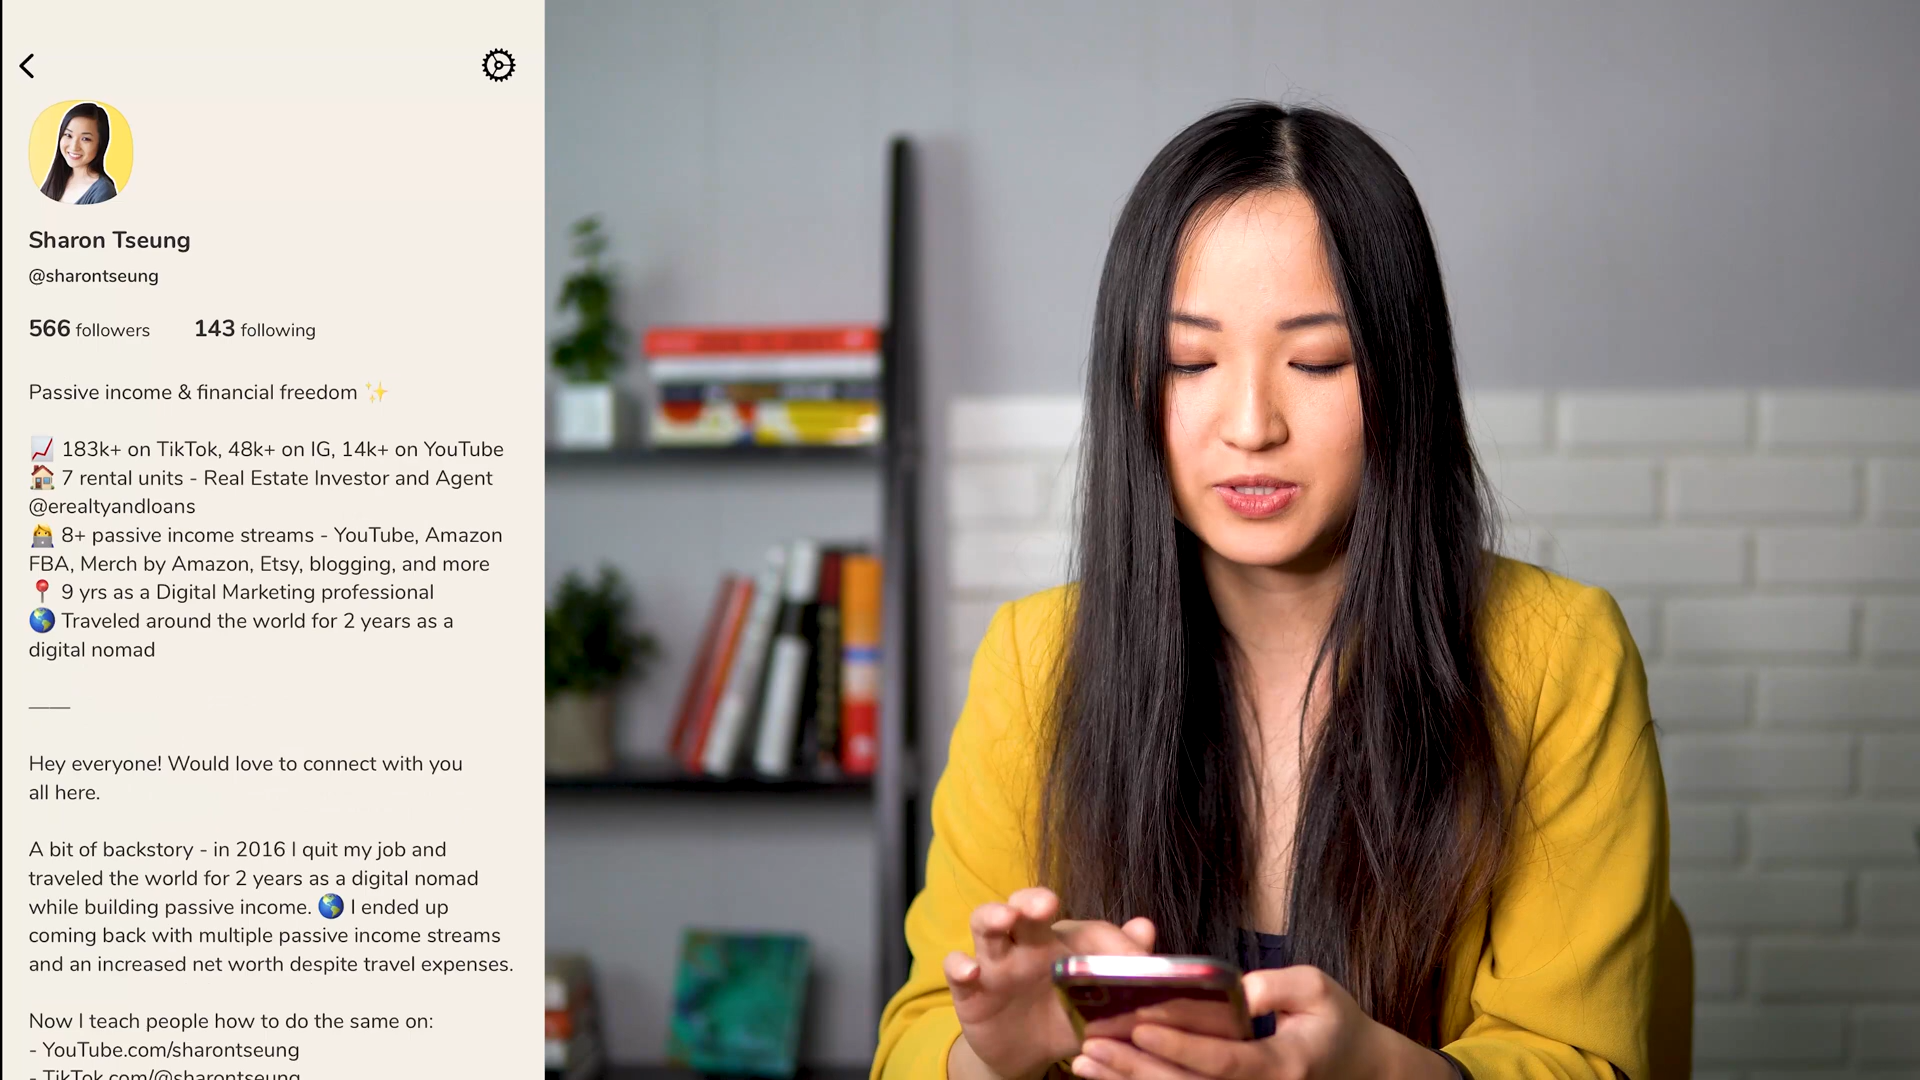 Sharon Tseung
@sharontseung
566 followers 143 following
Passive income & financial freedom ✨
📈 183k+ on TikTok, 48k+ on IG, 14k+ on YouTube
🏠 7 rental units - Real Estate Investor and Agent
@erealtyandloans
👩‍💻 8+ passive income streams - YouTube, Amazon
FBA, Merch by Amazon, Etsy, blogging, and more
📍 9 yrs as a Digital Marketing professional
🌎 Traveled around the world for 2 years as a
digital nomad
___
Hey everyone! Would love to connect with you
all here.
A bit of backstory - in 2016 I quit my job and
traveled the world for 2 years as a digital nomad
while building passive income. 🌎 I ended up
coming back with multiple passive income streams
and an increased net worth despite travel expenses.
Now I teach people how to do the same on:
- YouTube.com/sharontseung
- TikTok.com/@sharontseung